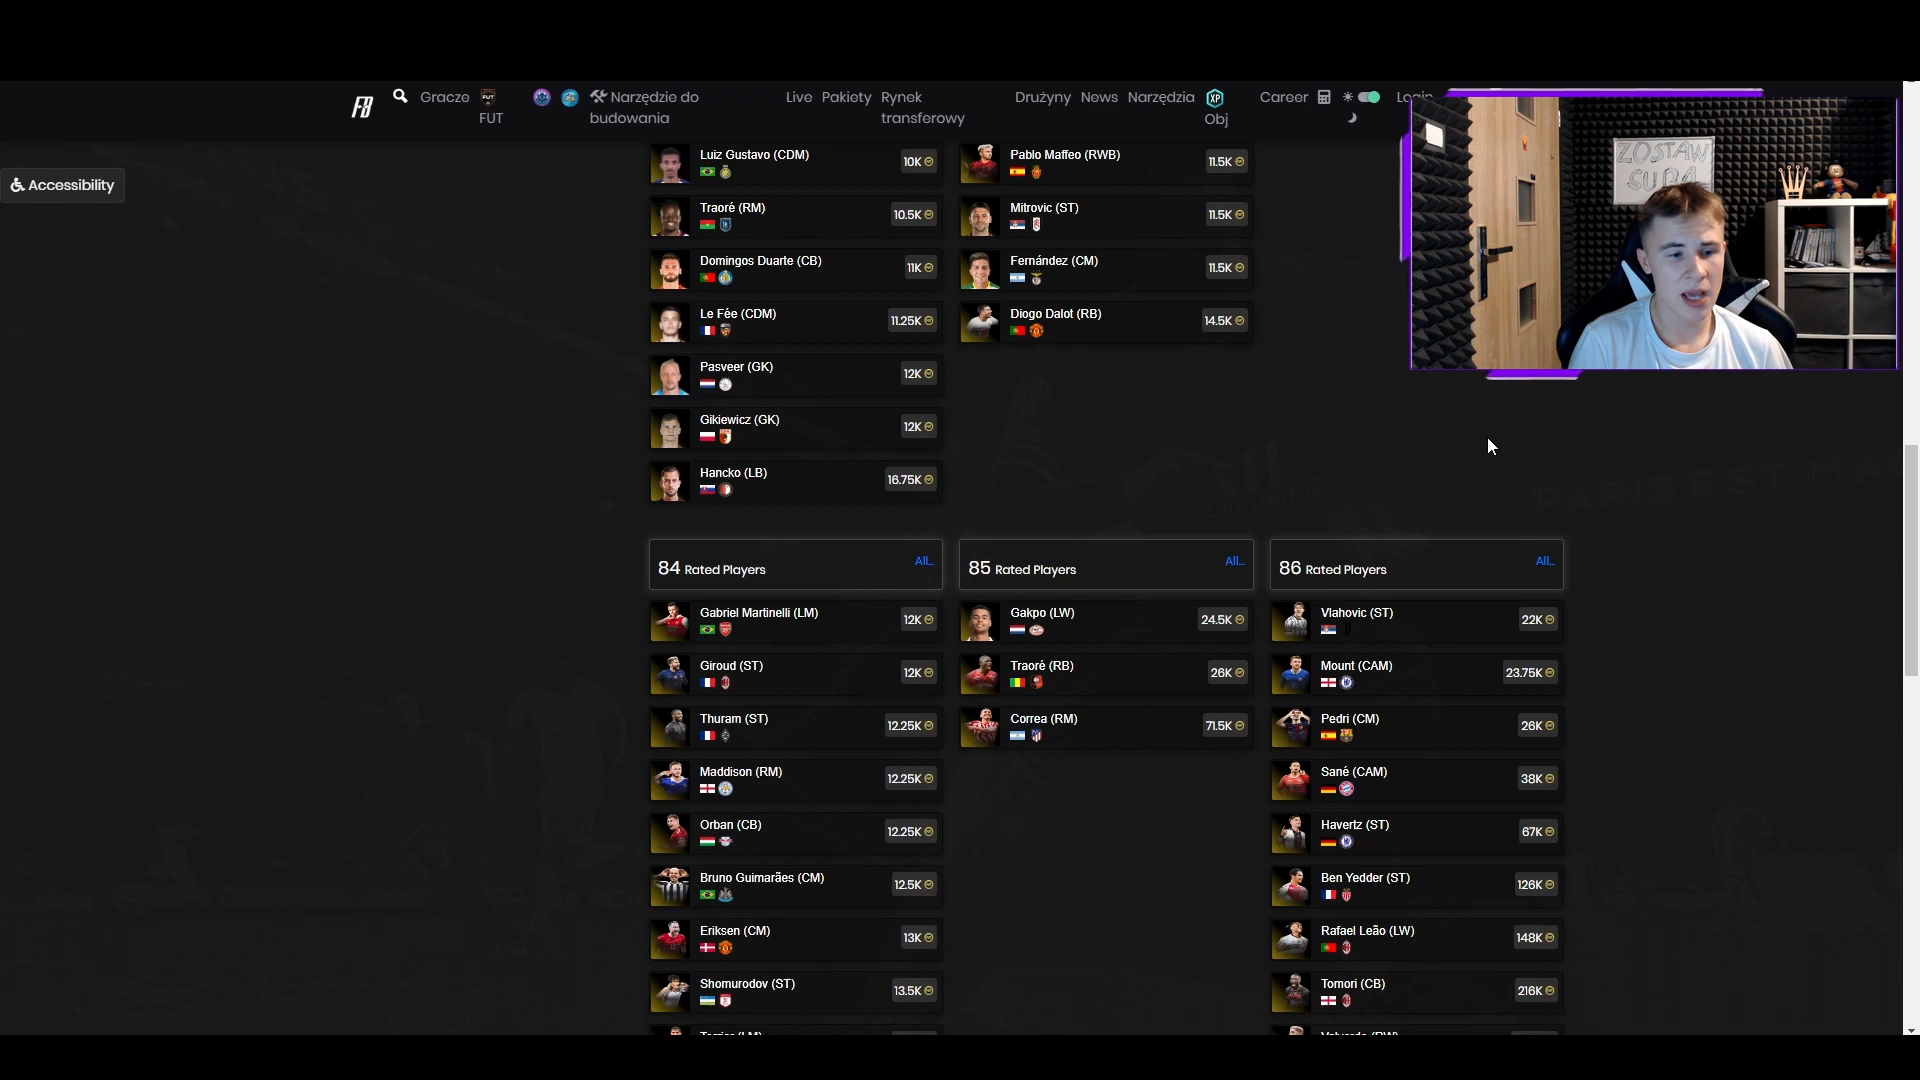 Gracze
FUT
Narzędzie do
budowania
Live
Pakiety
Rynek
transferowy
Drużyny
News
Narzędzia
XP
Obj
Career
Login
Accessibility
ZOSTAW
SUBA
Luiz Gustavo (CDM)
10K
Traoré (RM)
10.5K
Domingos Duarte (CB)
11K
Le Fée (CDM)
11.25K
Pasveer (GK)
12K
Gikiewicz (GK)
12K
Hancko (LB)
16.75K
Pablo Maffeo (RWB)
11.5K
Mitrovic (ST)
11.5K
Fernández (CM)
11.5K
Diogo Dalot (RB)
14.5K
84 Rated Players
All...
Gabriel Martinelli (LM)
12K
Giroud (ST)
12K
Thuram (ST)
12.25K
Maddison (RM)
12.25K
Orban (CB)
12.25K
Bruno Guimarães (CM)
12.5K
Eriksen (CM)
13K
Shomurodov (ST)
13.5K
85 Rated Players
All...
Gakpo (LW)
24.5K
Traoré (RB)
26K
Correa (RM)
71.5K
86 Rated Players
All...
Vlahovic (ST)
22K
Mount (CAM)
23.75K
Pedri (CM)
26K
Sané (CAM)
38K
Havertz (ST)
67K
Ben Yedder (ST)
126K
Rafael Leão (LW)
148K
Tomori (CB)
216K